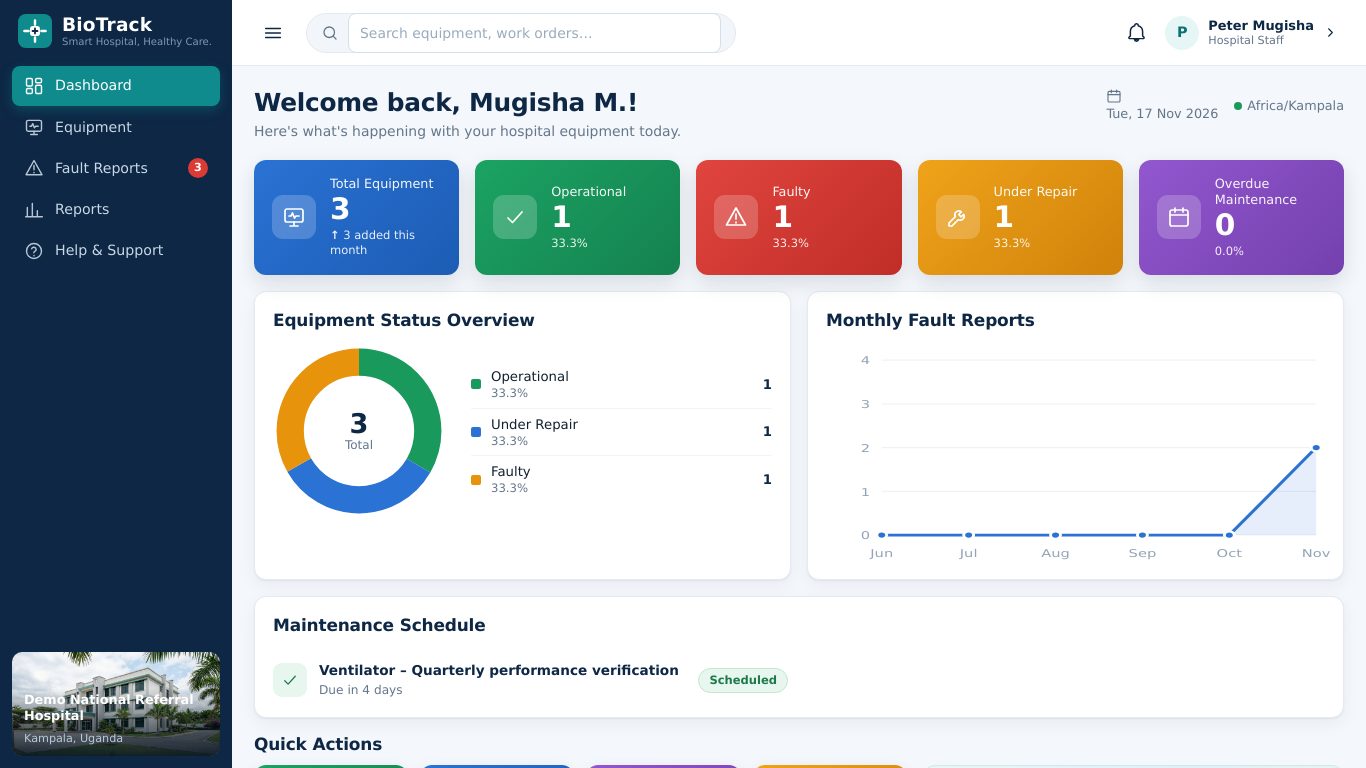 BioTrack
Smart Hospital, Healthy Care.
Dashboard
Equipment
Fault Reports 3
Reports
Help & Support
Demo National Referral
Hospital
Kampala, Uganda
Search equipment, work orders...
P
Peter Mugisha
Hospital Staff
Welcome back, Mugisha M.!
Here's what's happening with your hospital equipment today.
Tue, 17 Nov 2026
Africa/Kampala
Total Equipment
3
↑ 3 added this
month
Operational
1
33.3%
Faulty
1
33.3%
Under Repair
1
33.3%
Overdue
Maintenance
0
0.0%
Equipment Status Overview
3
Total
Operational 1
33.3%
Under Repair 1
33.3%
Faulty 1
33.3%
Monthly Fault Reports
4
3
2
1
0
Jun Jul Aug Sep Oct Nov
Maintenance Schedule
Ventilator – Quarterly performance verification
Due in 4 days
Scheduled
Quick Actions